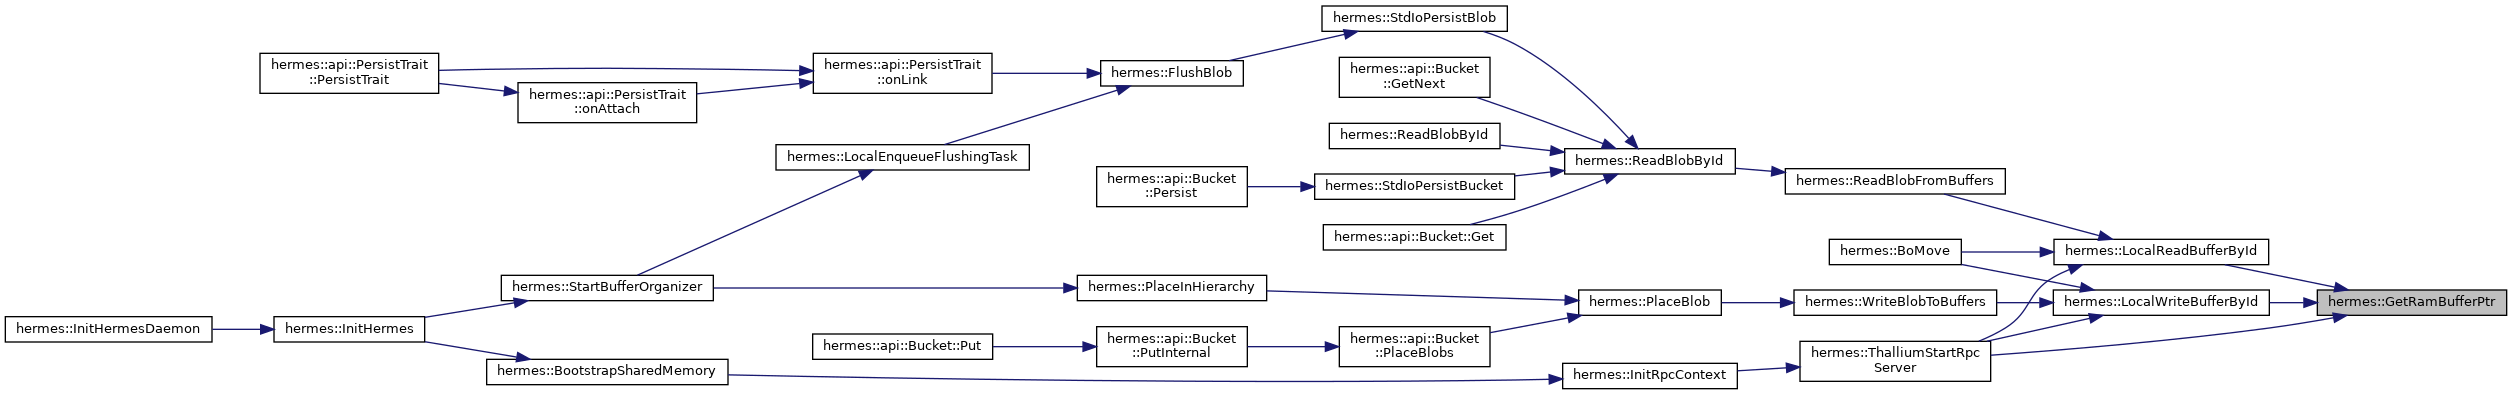 hermes::StdIoPersistBlob
hermes::api::PersistTrait
::PersistTrait
hermes::api::PersistTrait
::onLink
hermes::FlushBlob
hermes::api::Bucket
::GetNext
hermes::api::PersistTrait
::onAttach
hermes::ReadBlobById
hermes::LocalEnqueueFlushingTask
hermes::ReadBlobById
hermes::api::Bucket
::Persist
hermes::StdIoPersistBucket
hermes::ReadBlobFromBuffers
hermes::api::Bucket::Get
hermes::BoMove
hermes::LocalReadBufferById
hermes::StartBufferOrganizer
hermes::PlaceInHierarchy
hermes::PlaceBlob
hermes::WriteBlobToBuffers
hermes::LocalWriteBufferById
hermes::GetRamBufferPtr
hermes::InitHermesDaemon
hermes::InitHermes
hermes::api::Bucket::Put
hermes::api::Bucket
::PutInternal
hermes::api::Bucket
::PlaceBlobs
hermes::ThalliumStartRpc
Server
hermes::BootstrapSharedMemory
hermes::InitRpcContext